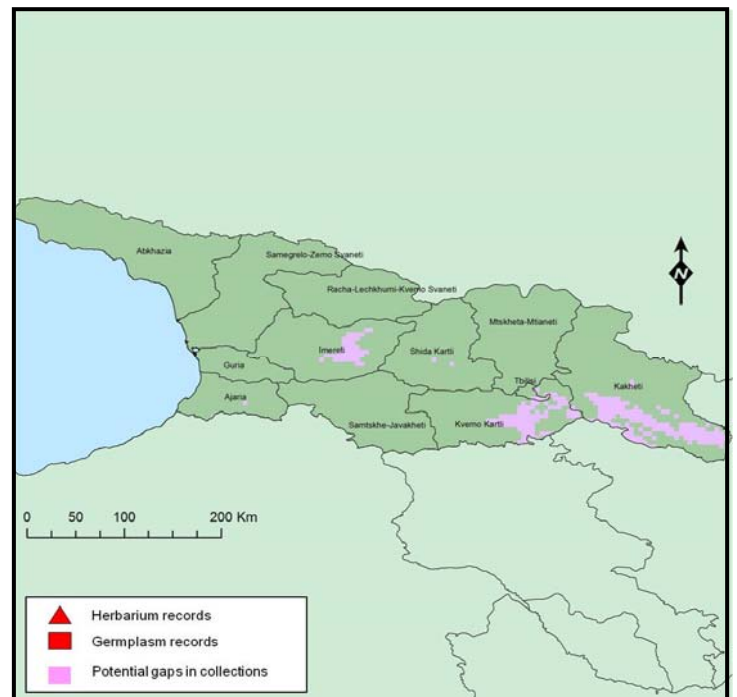 Abkhazia
Samegrelo-Zemo Svaneti
Racha-Lechkhumi-Kvemo Svaneti
Mtskheta-Mtianeti
Imereti
Shida Kartli
Guria
Tbilisi
Kakheti
Ajaria
Samtskhe-Javakheti
Kvemo Kartli
N
0 50 100 200 Km
Herbarium records
Germplasm records
Potential gaps in collections